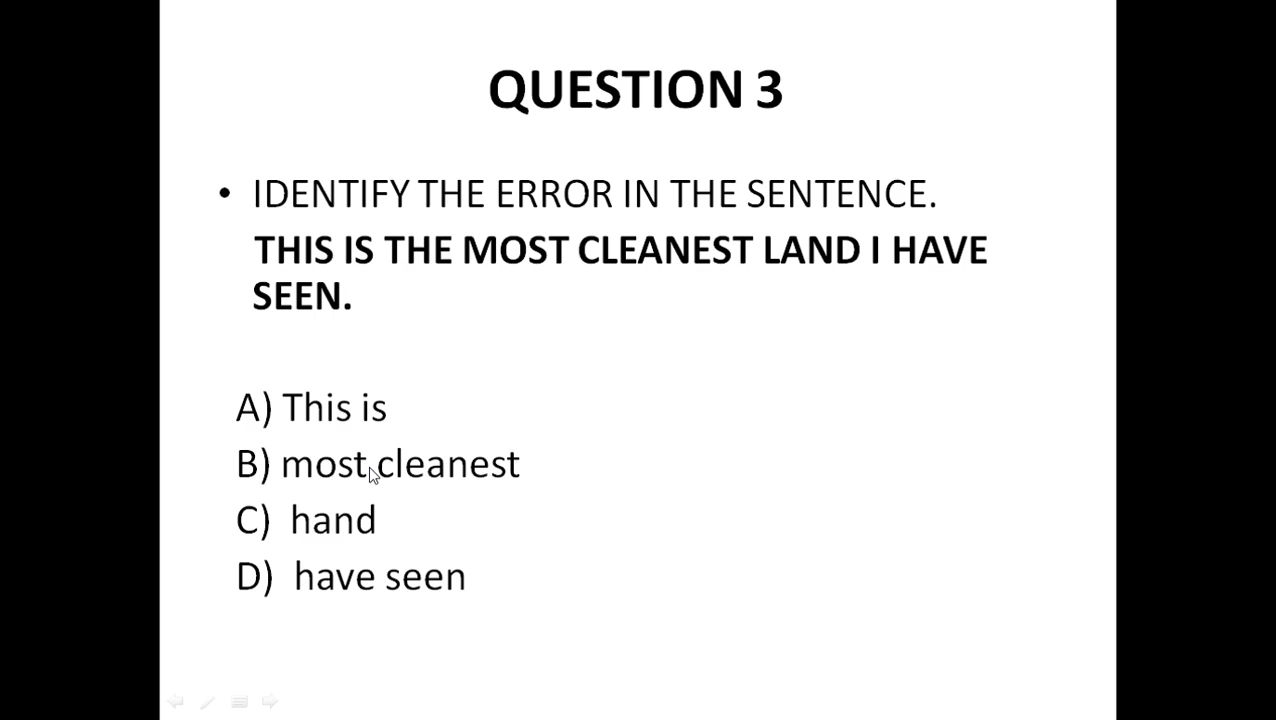 QUESTION 3
• IDENTIFY THE ERROR IN THE SENTENCE.
THIS IS THE MOST CLEANEST LAND I HAVE
SEEN.
A) This is
B) most cleanest
C) hand
D) have seen